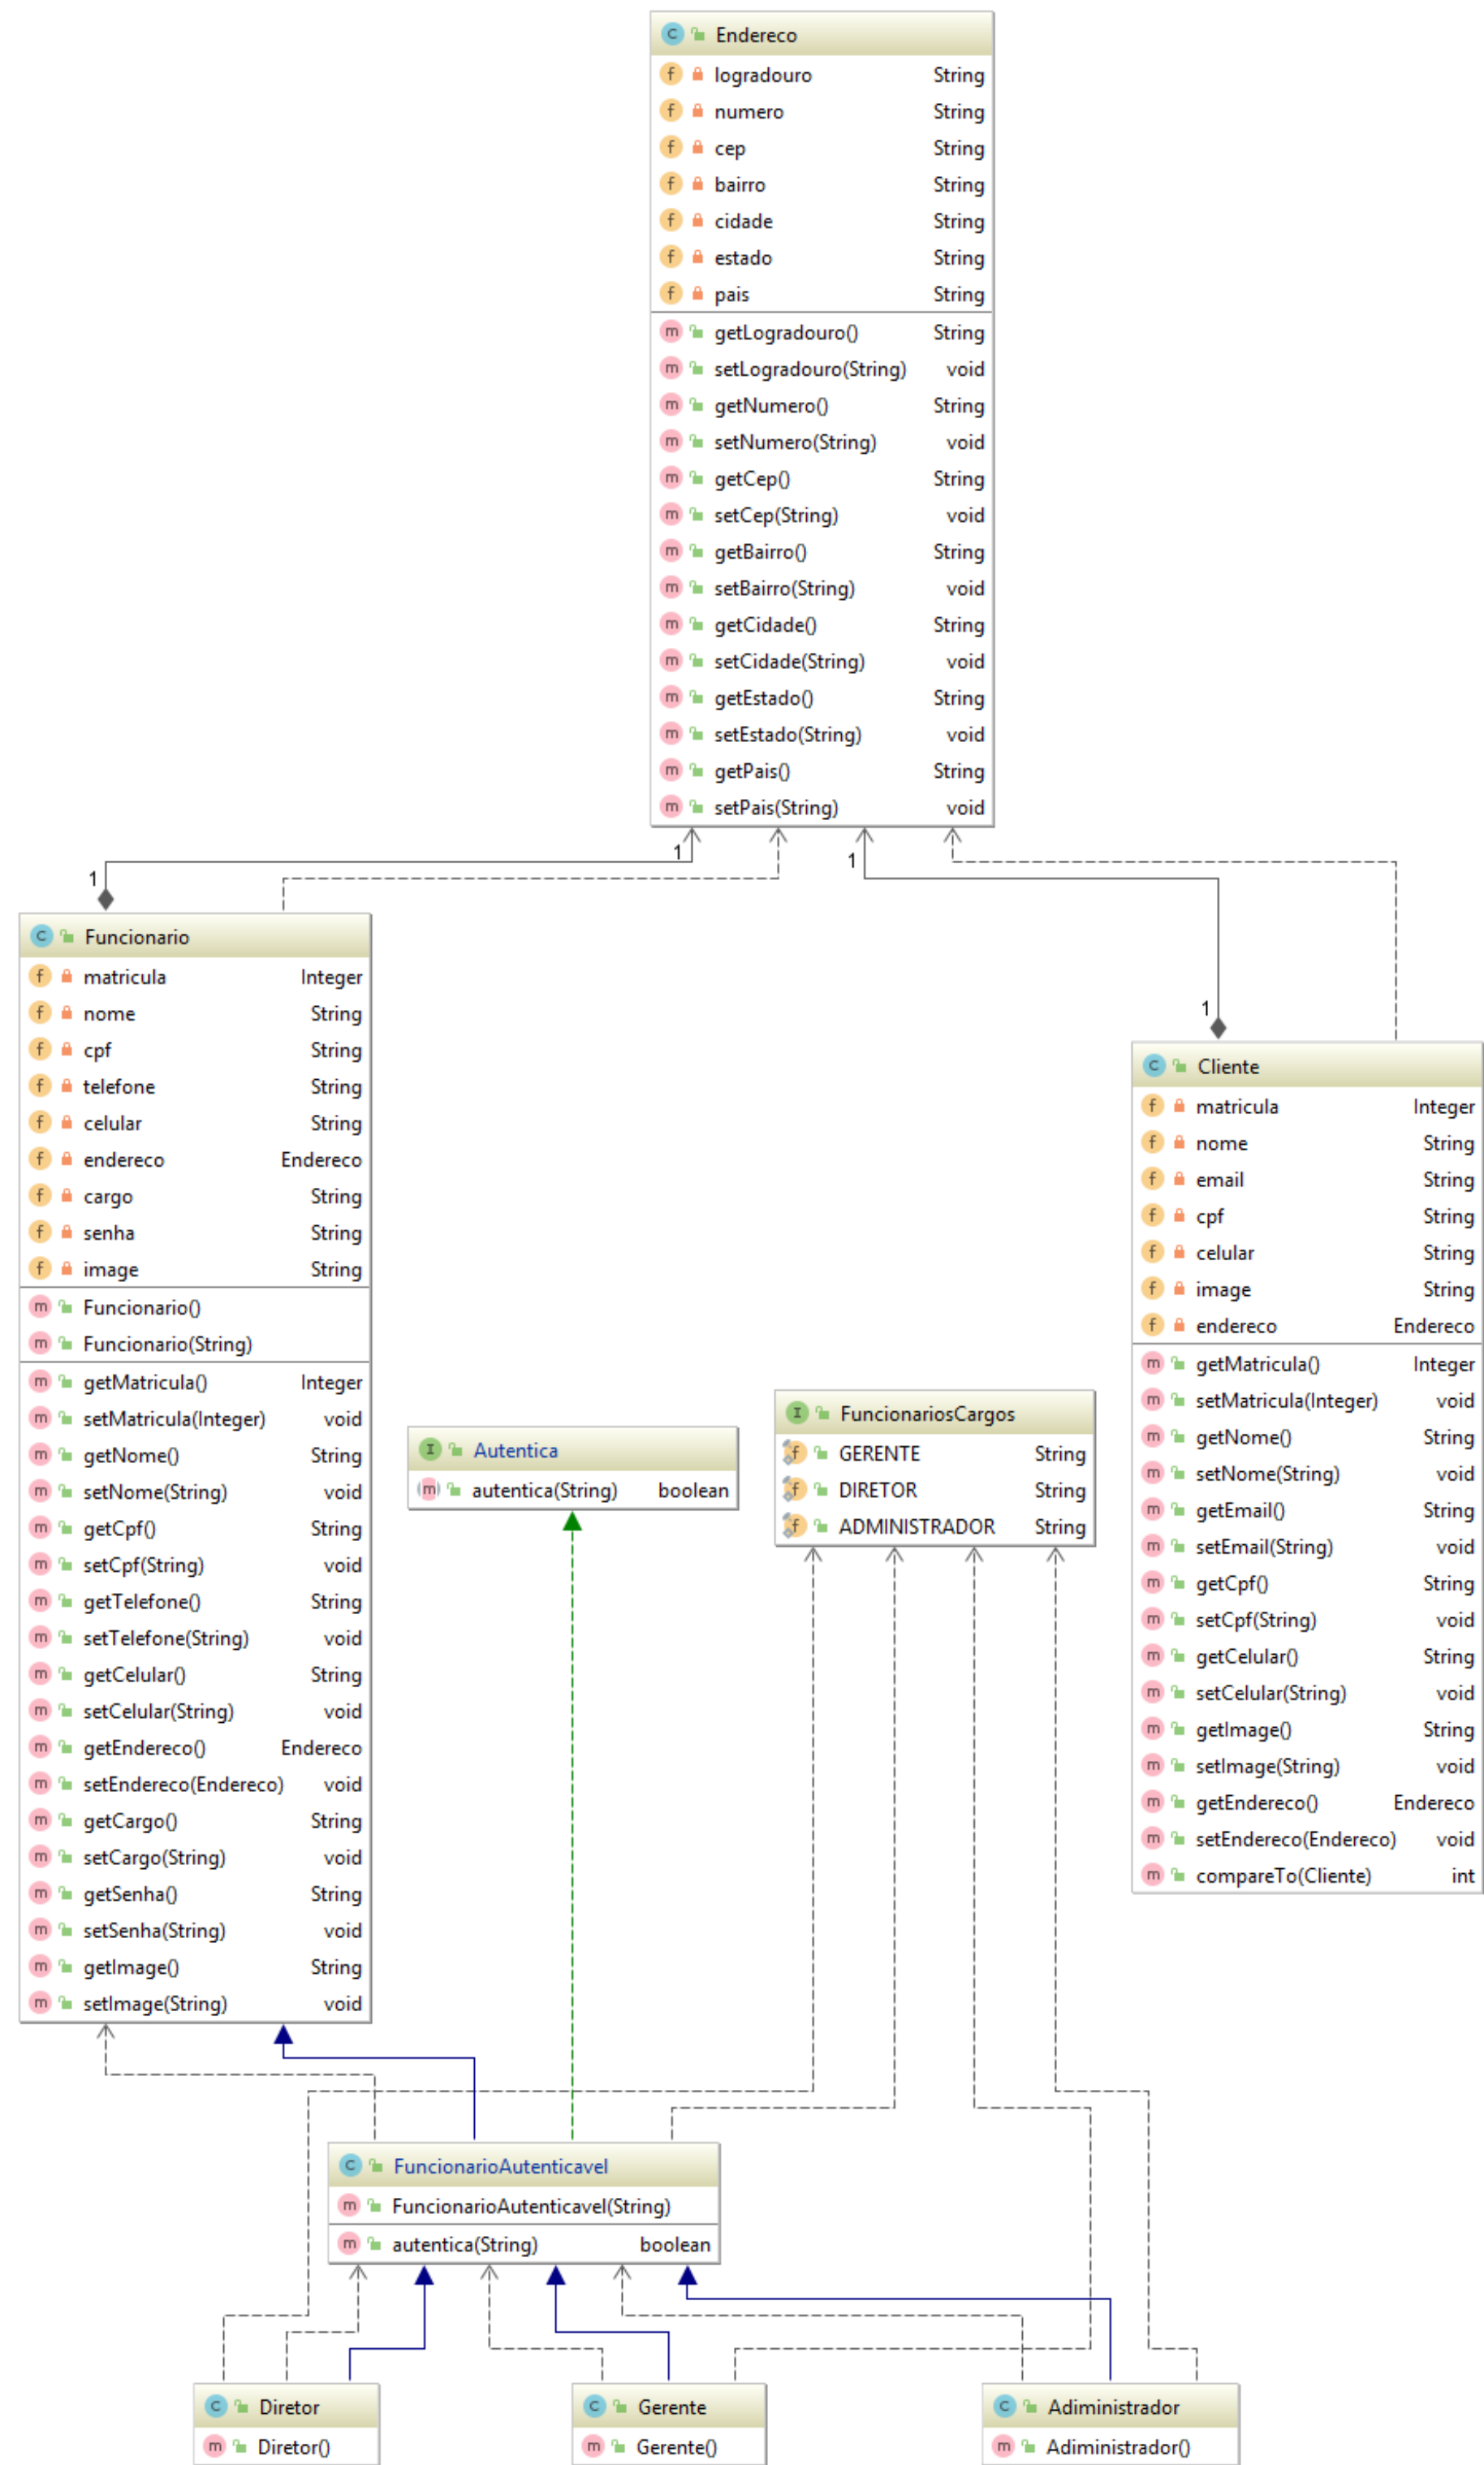 Endereco
logradouro String
numero String
cep String
bairro String
cidade String
estado String
pais String
getLogradouro() String
setLogradouro(String) void
getNumero() String
setNumero(String) void
getCep() String
setCep(String) void
getBairro() String
setBairro(String) void
getCidade() String
setCidade(String) void
getEstado() String
setEstado(String) void
getPais() String
setPais(String) void
1
1
1
1
Funcionario
matricula Integer
nome String
cpf String
telefone String
celular String
endereco Endereco
cargo String
senha String
image String
Funcionario()
Funcionario(String)
getMatricula() Integer
setMatricula(Integer) void
getNome() String
setNome(String) void
getCpf() String
setCpf(String) void
getTelefone() String
setTelefone(String) void
getCelular() String
setCelular(String) void
getEndereco() Endereco
setEndereco(Endereco) void
getCargo() String
setCargo(String) void
getSenha() String
setSenha(String) void
getImage() String
setImage(String) void
Autentica
autentica(String) boolean
FuncionariosCargos
GERENTE String
DIRETOR String
ADMINISTRADOR String
Cliente
matricula Integer
nome String
email String
cpf String
celular String
image String
endereco Endereco
getMatricula() Integer
setMatricula(Integer) void
getNome() String
setNome(String) void
getEmail() String
setEmail(String) void
getCpf() String
setCpf(String) void
getCelular() String
setCelular(String) void
getImage() String
setImage(String) void
getEndereco() Endereco
setEndereco(Endereco) void
compareTo(Cliente) int
FuncionarioAutenticavel
FuncionarioAutenticavel(String)
autentica(String) boolean
Diretor
Diretor()
Gerente
Gerente()
Adiministrador
Adiministrador()